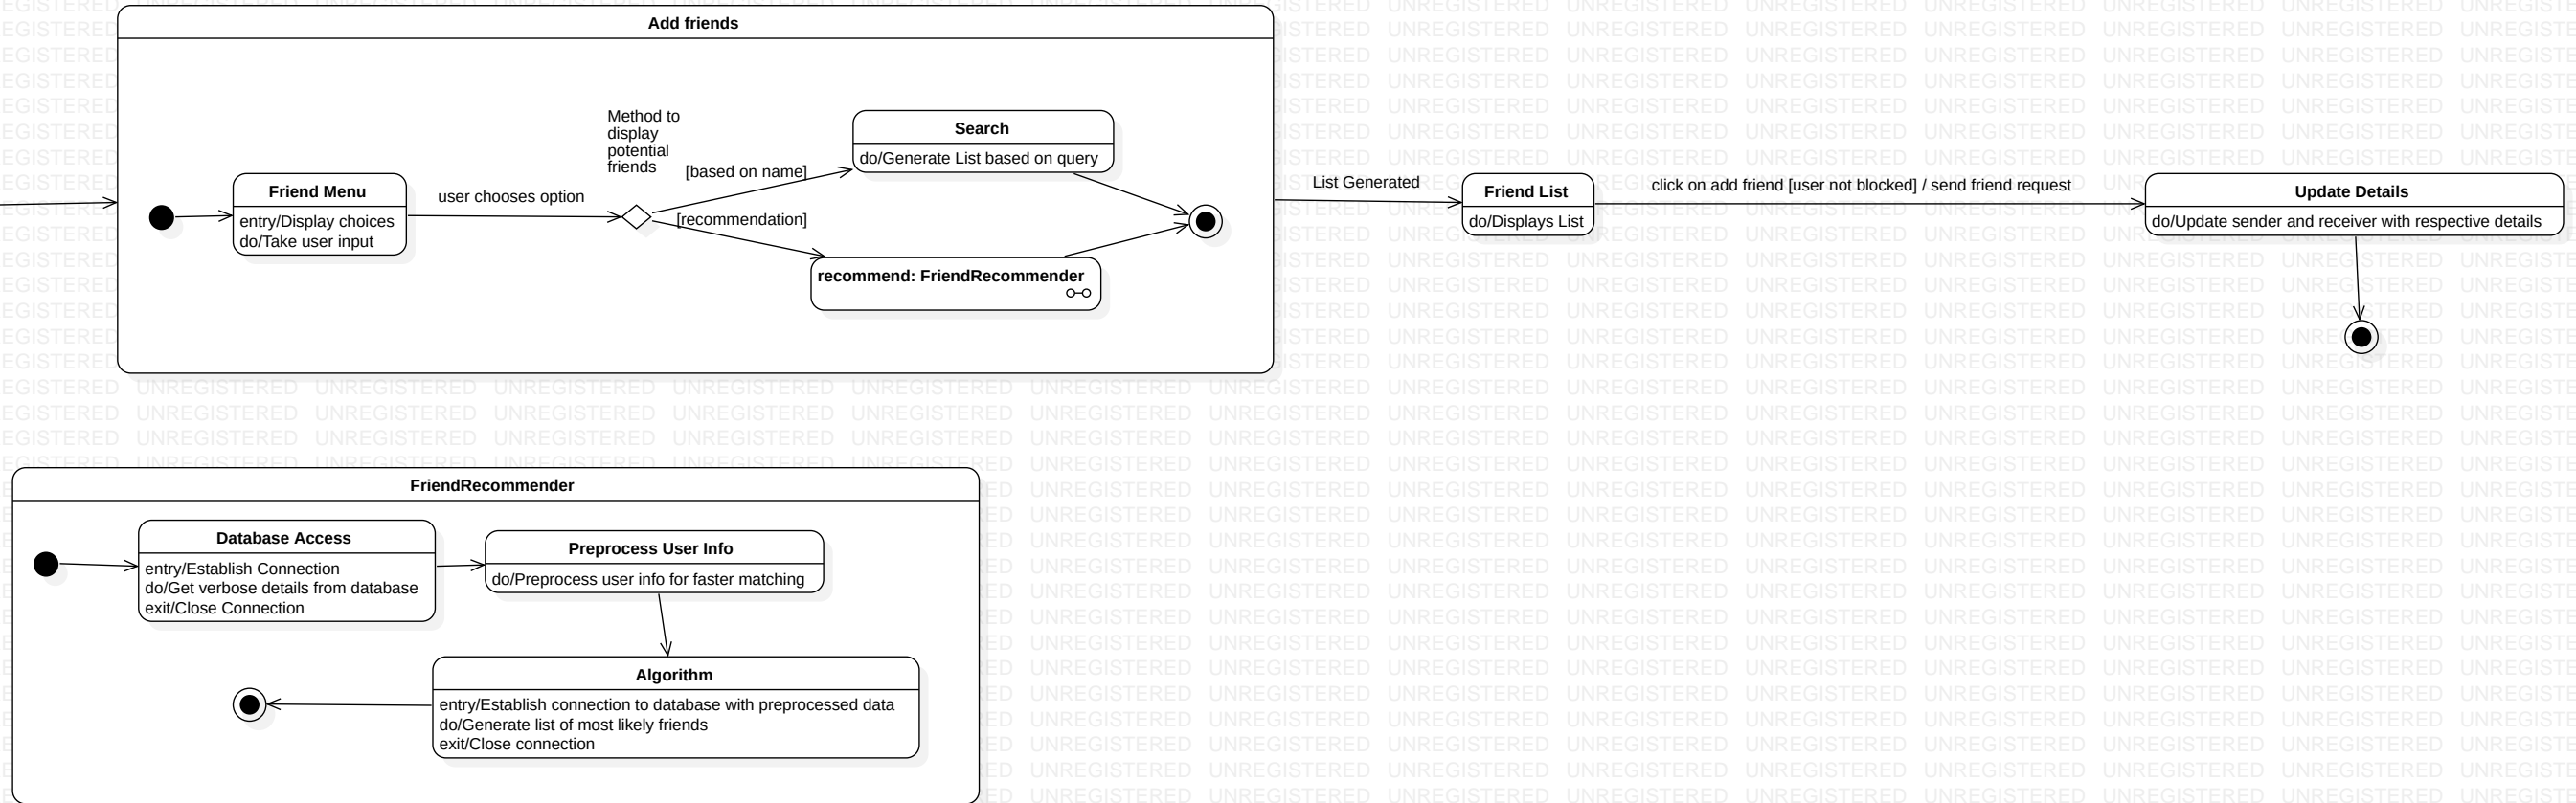 Add friends
Method to
display
potential
friends
Search
do/Generate List based on query
[based on name]
Friend Menu
entry/Display choices
do/Take user input
user chooses option
[recommendation]
recommend: FriendRecommender
List Generated
Friend List
do/Displays List
click on add friend [user not blocked] / send friend request
Update Details
do/Update sender and receiver with respective details
FriendRecommender
Database Access
entry/Establish Connection
do/Get verbose details from database
exit/Close Connection
Preprocess User Info
do/Preprocess user info for faster matching
Algorithm
entry/Establish connection to database with preprocessed data
do/Generate list of most likely friends
exit/Close connection
UNREGISTERED